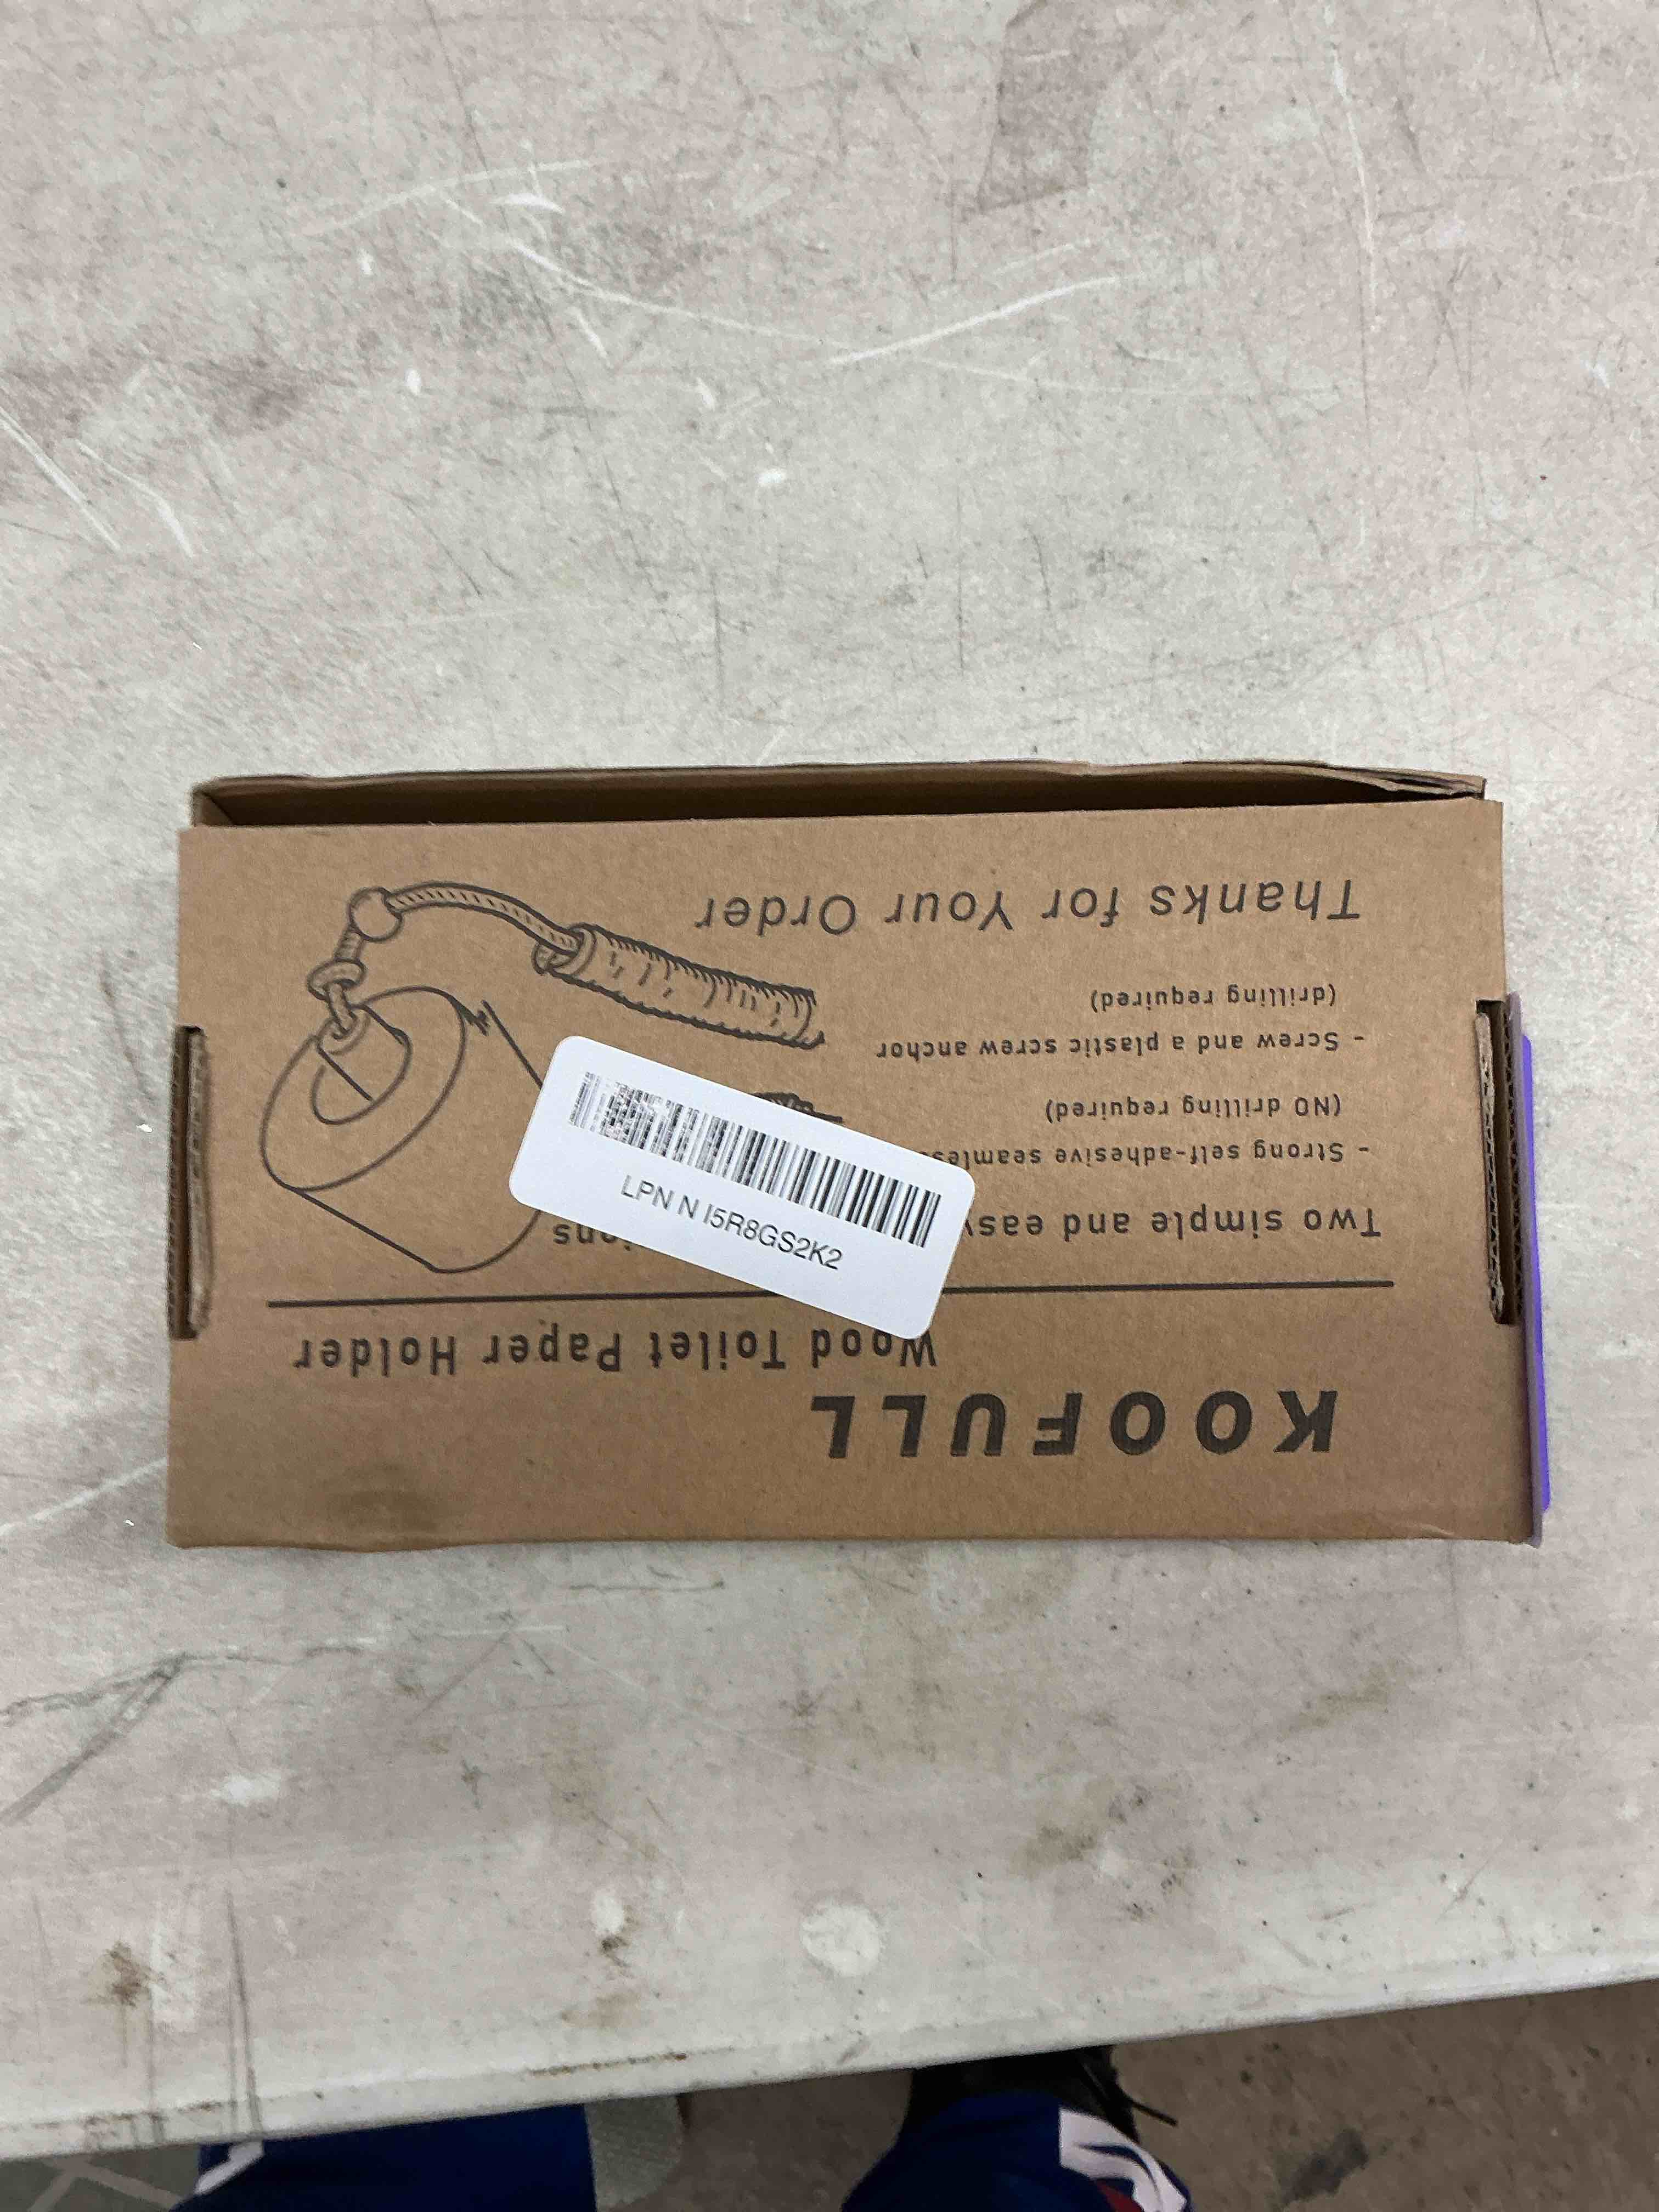 KOOFULL
Wood Toilet Paper Holder
Two simple and easy
- Strong self-adhesive
(NO drilling required)
- Screw and a plastic screw anchor
(drilling required)
Thanks for Your Order
LPN N I5R8GS2K2